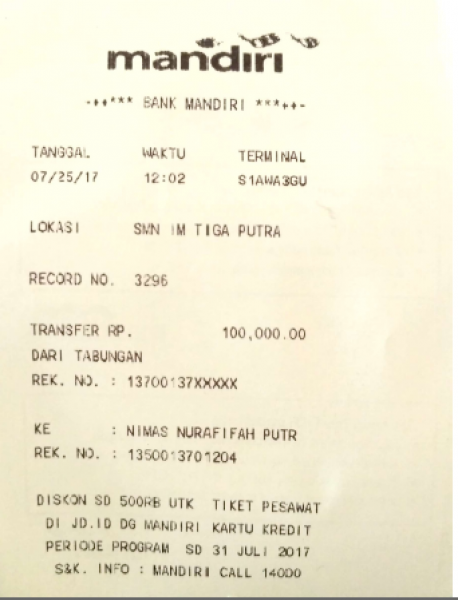 mandiri
-++*** BANK MANDIRI ***++-
TANGGAL WAKTU TERMINAL
07/25/17 12:02 S1AWA3GU
LOKASI SMN IM TIGA PUTRA
RECORD NO. 3296
TRANSFER RP. 100,000.00
DARI TABUNGAN
REK. NO. : 13700137XXXXX
KE : NIMAS NURAFIFAH PUTR
REK. NO. : 1350013701204
DISKON SD 500RB UTK TIKET PESAWAT
DI JD.ID DG MANDIRI KARTU KREDIT
PERIODE PROGRAM SD 31 JULI 2017
S&K. INFO : MANDIRI CALL 14000